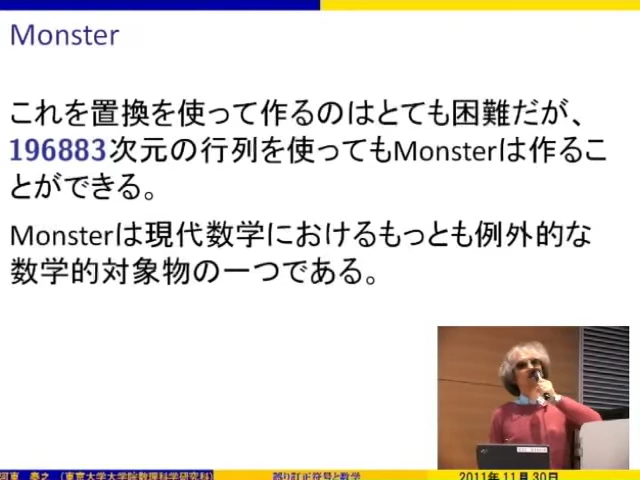 Monster
これを置換を使って作るのはとても困難だが、
196883次元の行列を使ってもMonsterは作るこ
とができる。
Monsterは現代数学におけるもっとも例外的な
数学的対象物の一つである。
河東 泰之 (東京大学大学院数理科学研究科) 誤り訂正符号と数学 2011年11月30日